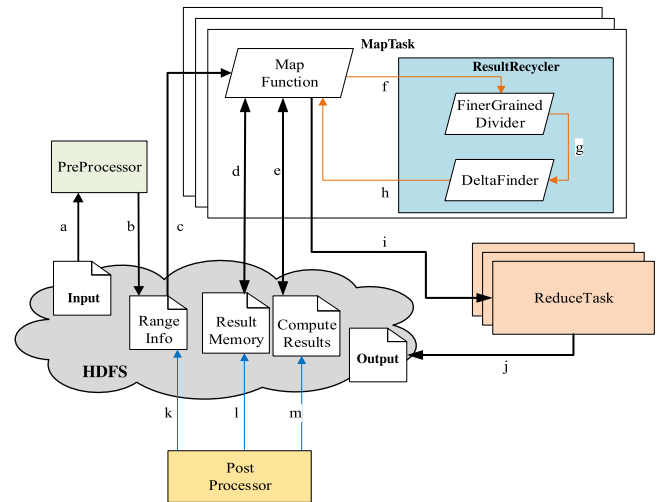 MapTask
Map
Function
ResultRecycler
f
FinerGrained
Divider
g
DeltaFinder
h
PreProcessor
a
b
c
d
e
i
Input
Range
Info
Result
Memory
Compute
Results
Output
HDFS
ReduceTask
j
k
l
m
Post
Processor